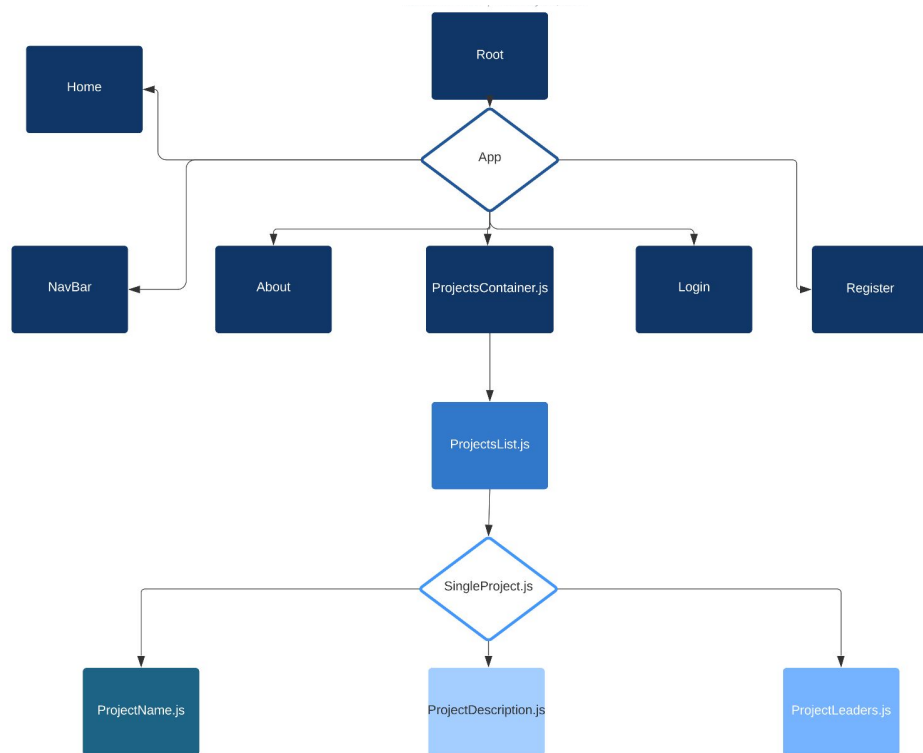 Root
Home
App
NavBar
About
ProjectsContainer.js
Login
Register
ProjectsList.js
SingleProject.js
ProjectName.js
ProjectDescription.js
ProjectLeaders.js